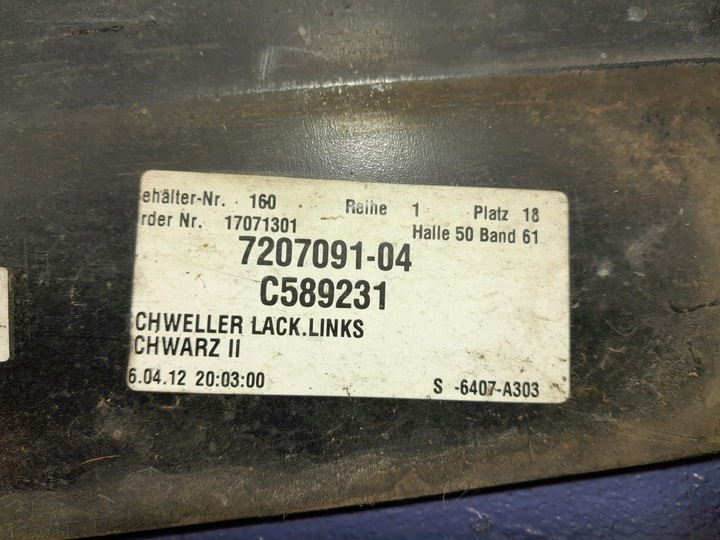 ehälter-Nr. 160 Reihe 1 Platz 18
rder Nr. 17071301 Halle 50 Band 61
7207091-04
C589231
CHWELLER LACK.LINKS
CHWARZ II
6.04.12 20:03:00 S -6407-A303